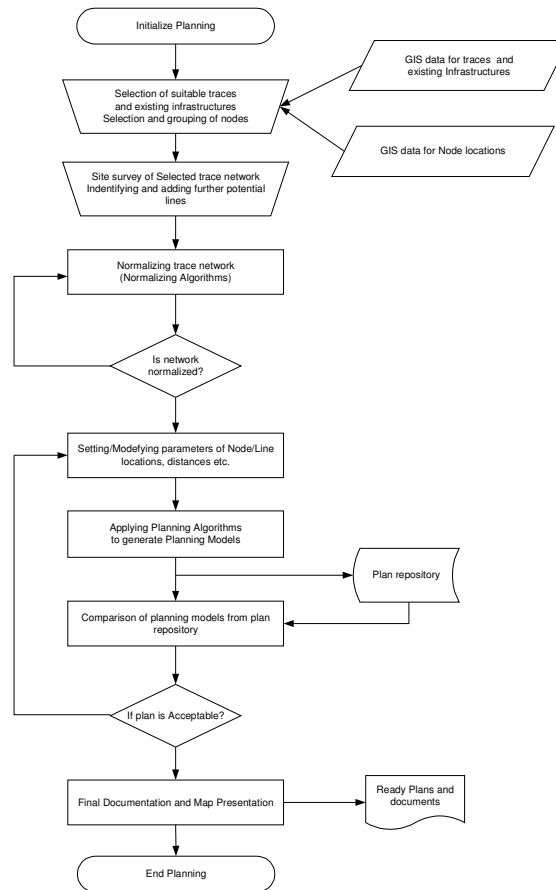 Initialize Planning
GIS data for traces  and
existing Infrastructures
Selection of suitable traces
and existing infrastructures
Selection and grouping of nodes
GIS data for Node locations
Site survey of Selected trace network
Indentifying and adding further potential
lines
Normalizing trace network
(Normalizing Algorithms)
Is network
normalized?
Setting/Modefying parameters of Node/Line
locations, distances etc.
Applying Planning Algorithms
to generate Planning Models
Plan repository
Comparison of planning models from plan
repository
If plan is Acceptable?
Final Documentation and Map Presentation
Ready Plans and
documents
End Planning